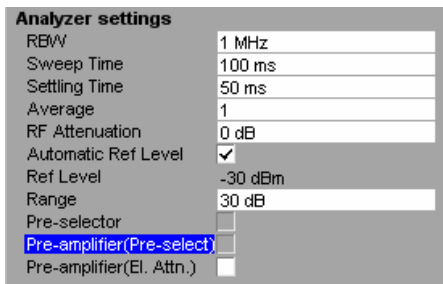 Analyzer settings
RBW 1 MHz
Sweep Time 100 ms
Settling Time 50 ms
Average 1
RF Attenuation 0 dB
Automatic Ref Level
Ref Level -30 dBm
Range 30 dB
Pre-selector
Pre-amplifier(Pre-select)
Pre-amplifier(El. Attn.)